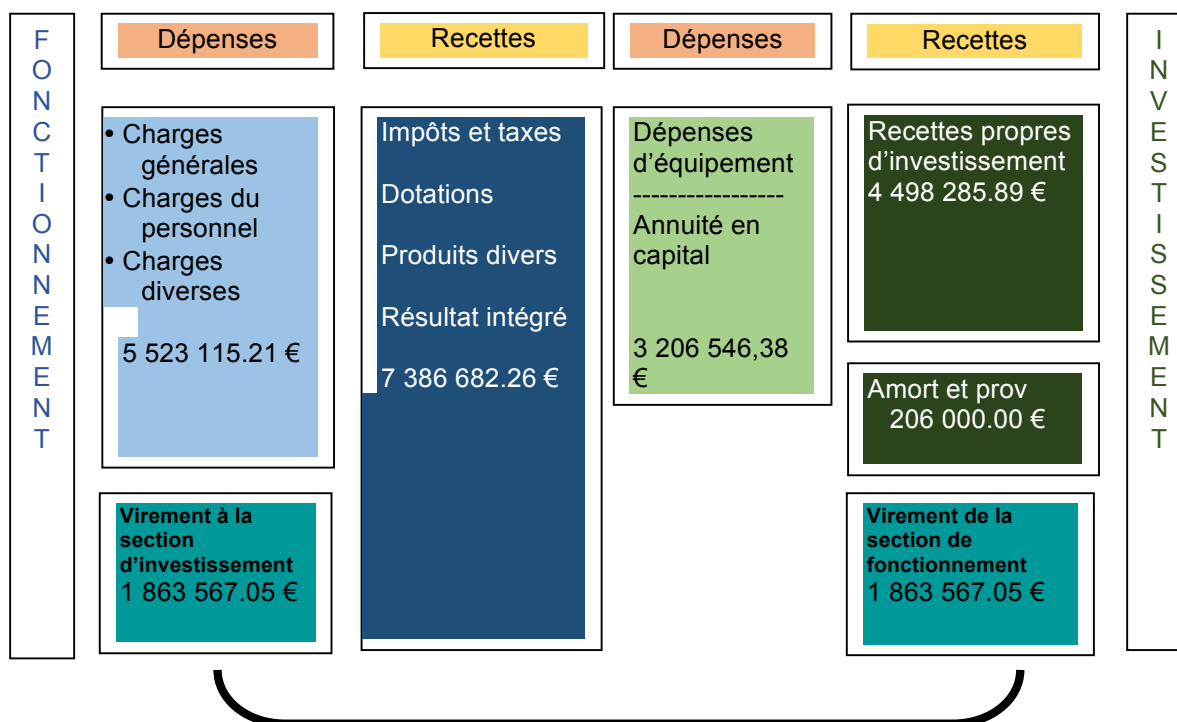 FONCTIONNEMENT
Dépenses
Recettes
Dépenses
Recettes
INVESTISSEMENT
• Charges
générales
• Charges du
personnel
• Charges
diverses
5 523 115.21 €
Virement à la
section
d'investissement
1 863 567.05 €
Impôts et taxes
Dotations
Produits divers
Résultat intégré
7 386 682.26 €
Dépenses
d'équipement
-----------------
Annuité en
capital
3 206 546,38
€
Recettes propres
d'investissement
4 498 285.89 €
Amort et prov
206 000.00 €
Virement de la
section de
fonctionnement
1 863 567.05 €